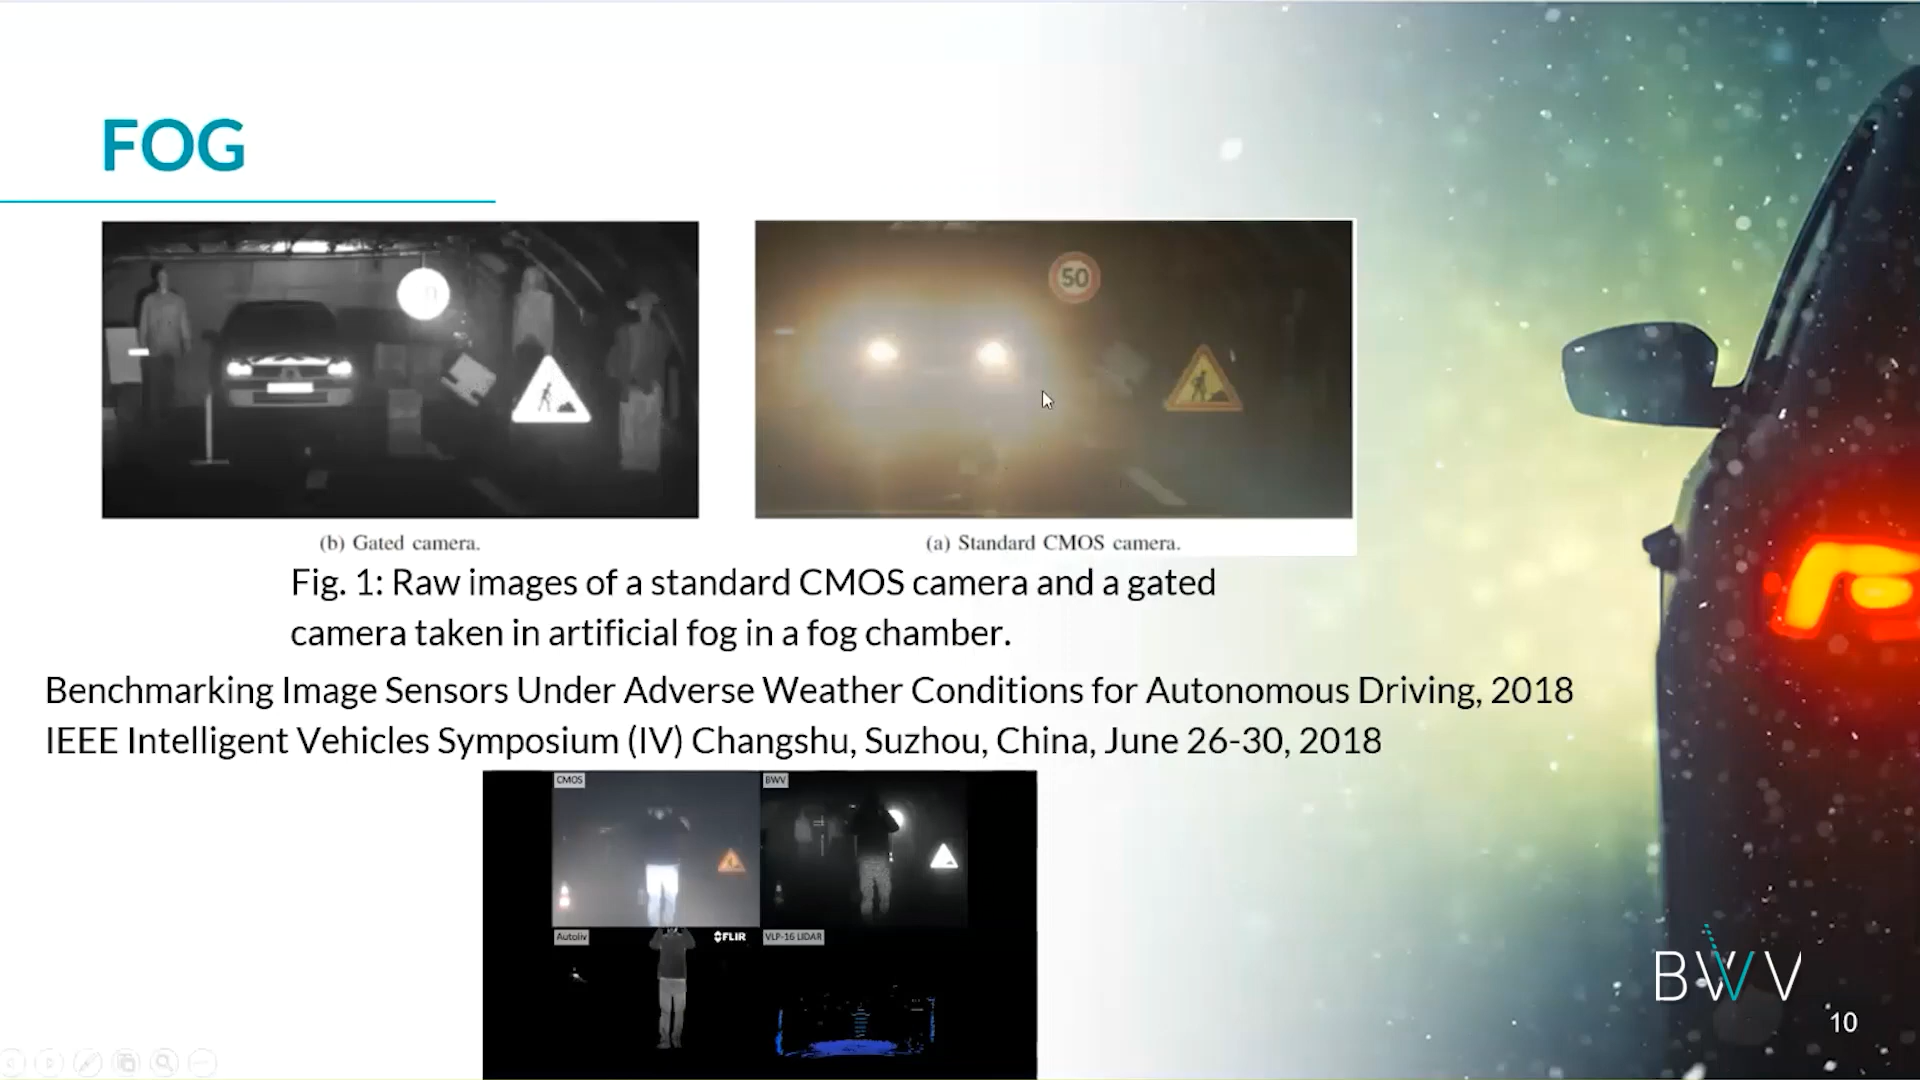 FOG
50
(b) Gated camera.
(a) Standard CMOS camera.
Fig. 1: Raw images of a standard CMOS camera and a gated
camera taken in artificial fog in a fog chamber.
Benchmarking Image Sensors Under Adverse Weather Conditions for Autonomous Driving, 2018
IEEE Intelligent Vehicles Symposium (IV) Changshu, Suzhou, China, June 26-30, 2018
CMOS
BWV
Autoliv
FLIR
VLP-16 LIDAR
BWV
10